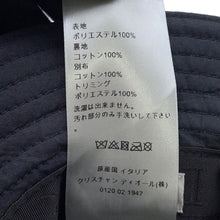 表地
ポリエステル100%
裏地
コットン100%
別布
コットン100%
トリミング
ポリエステル100%
洗濯は出来ません。
汚れ部分のみ手洗いして下さい
原産国 イタリア
クリスチャン ディオール(株)
0120 02 1947